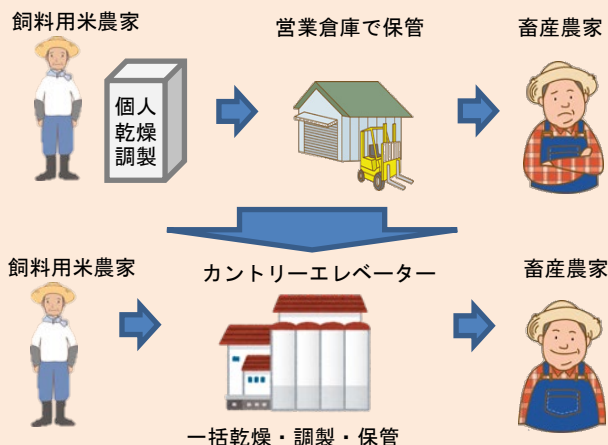 飼料用米農家
営業倉庫で保管
畜産農家
個人
乾燥
調製
飼料用米農家
カントリーエレベーター
畜産農家
一括乾燥・調製・保管